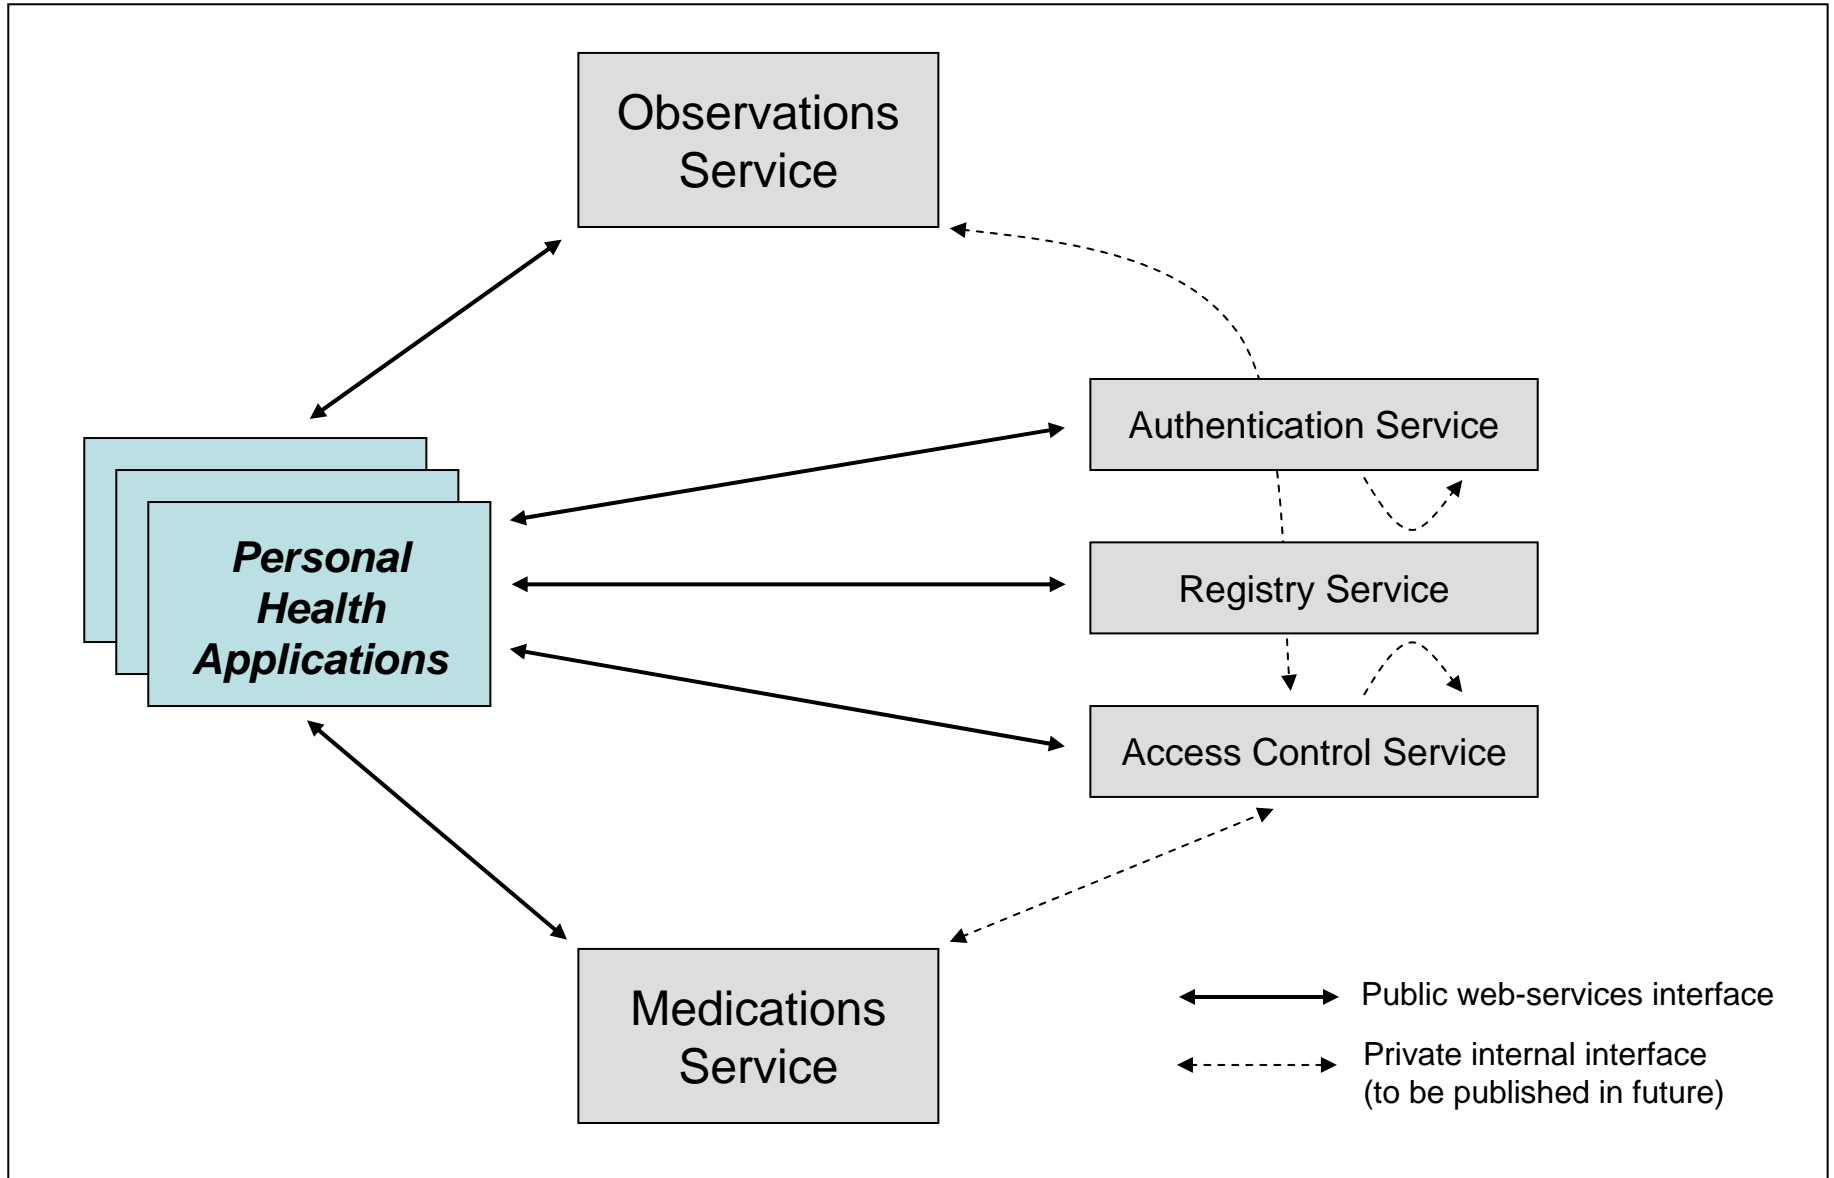 Observations
Service
Authentication Service
Personal
Health
Applications
Registry Service
Access Control Service
Medications
Service
Public web-services interface
Private internal interface
(to be published in future)